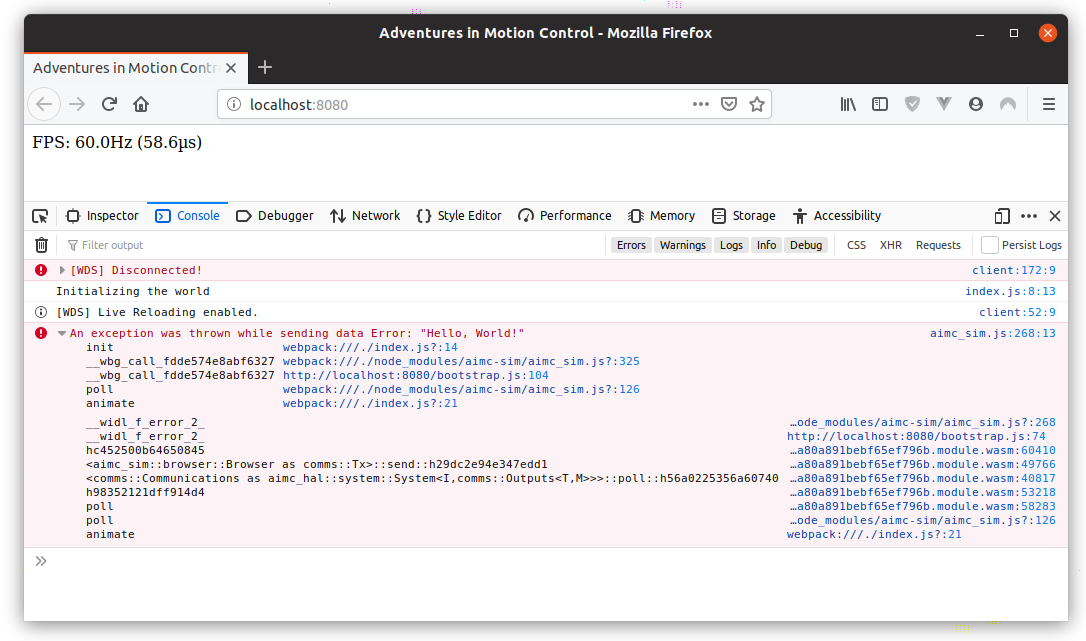 Adventures in Motion Control - Mozilla Firefox
Adventures in Motion Contr
localhost:8080
FPS: 60.0Hz (58.6µs)
Inspector Console Debugger Network Style Editor Performance Memory Storage Accessibility
Filter output Errors Warnings Logs Info Debug CSS XHR Requests Persist Logs
[WDS] Disconnected! client:172:9
Initializing the world index.js:8:13
[WDS] Live Reloading enabled. client:52:9
An exception was thrown while sending data Error: "Hello, World!" aimc_sim.js:268:13
init webpack:///./index.js?:14
__wbg_call_fdde574e8abf6327 webpack:///./node_modules/aimc-sim/aimc_sim.js?:325
__wbg_call_fdde574e8abf6327 http://localhost:8080/bootstrap.js:104
poll webpack:///./node_modules/aimc-sim/aimc_sim.js?:126
animate webpack:///./index.js?:21
__widl_f_error_2_ …ode_modules/aimc-sim/aimc_sim.js?:268
__widl_f_error_2_ http://localhost:8080/bootstrap.js:74
hc452500b64650845 …a80a891bebf65ef796b.module.wasm:60410
<aimc_sim::browser::Browser as comms::Tx>::send::h29dc2e94e347edd1 …a80a891bebf65ef796b.module.wasm:49766
<comms::Communications as aimc_hal::system::System<I,comms::Outputs<T,M>>>::poll::h56a0225356a60740 …a80a891bebf65ef796b.module.wasm:40817
h98352121dff914d4 …a80a891bebf65ef796b.module.wasm:53218
poll …a80a891bebf65ef796b.module.wasm:58283
poll …ode_modules/aimc-sim/aimc_sim.js?:126
animate webpack:///./index.js?:21